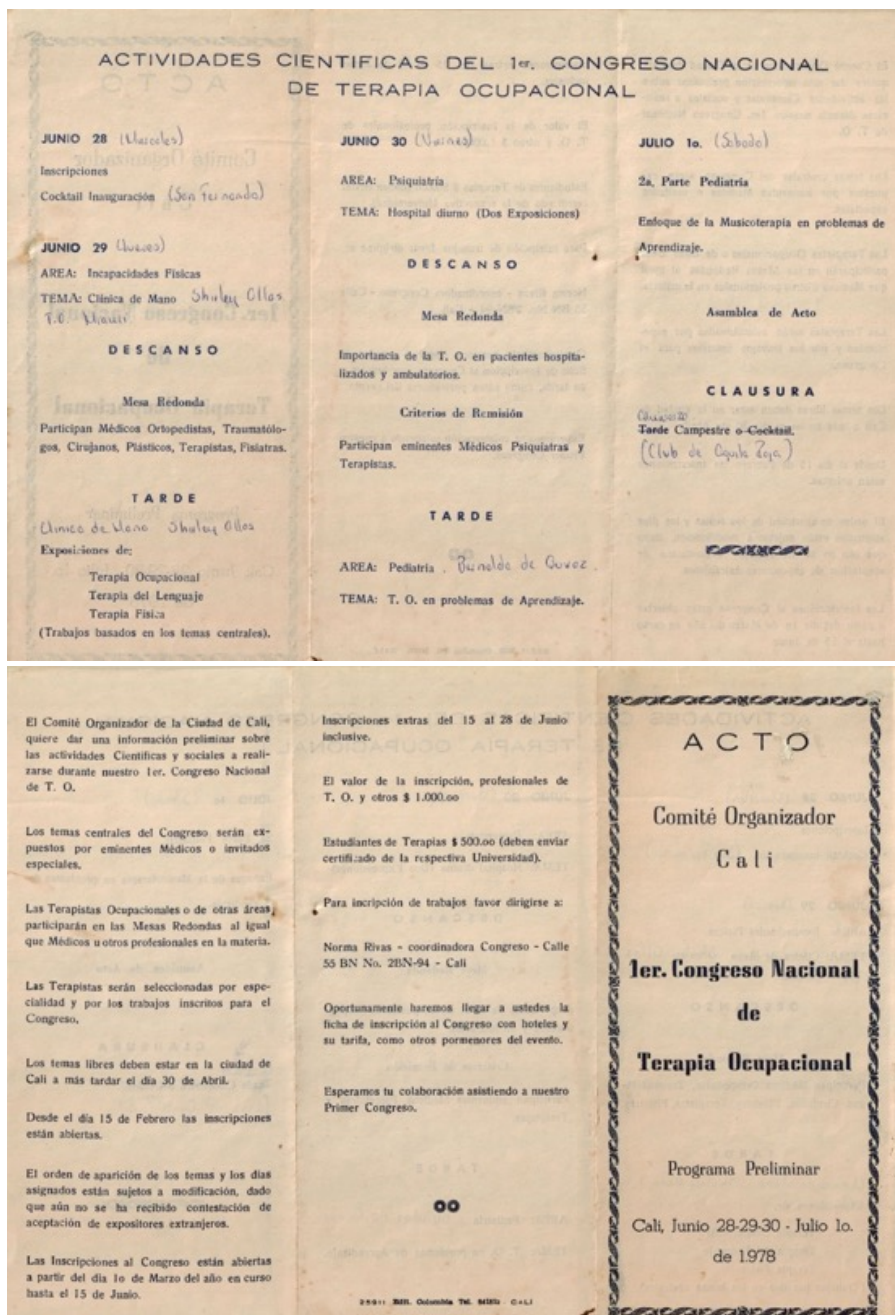 ACTIVIDADES CIENTIFICAS DEL 1er. CONGRESO NACIONAL
DE TERAPIA OCUPACIONAL
JUNIO 28 (Miercoles)
Inscripciones
Cocktail Inauguración (San Fernando)
JUNIO 29 (Jueves)
AREA: Incapacidades Físicas
TEMA: Clínica de Mano Shirley Ollos
T.O. Miami
DESCANSO
Mesa Redonda
Participan Médicos Ortopedistas, Traumatólo-
gos, Cirujanos, Plásticos, Terapistas, Fisiatras.
TARDE
Clinica de Mano Shirley Ollos
Exposiciones de:
Terapia Ocupacional
Terapia del Lenguaje
Terapia Física
(Trabajos basados en los temas centrales).
JUNIO 30 (Viernes)
AREA: Psiquiatría
TEMA: Hospital diurno (Dos Exposiciones)
DESCANSO
Mesa Redonda
Importancia de la T. O. en pacientes hospita-
lizados y ambulatorios.
Criterios de Remisión
Participan eminentes Médicos Psiquiatras y
Terapistas.
TARDE
AREA: Pediatría . Bernaldo de Quiroz.
TEMA: T. O. en problemas de Aprendizaje.
JULIO 1o. (Sábado)
2a, Parte Pediatría
Enfoque de la Musicoterapia en problemas de
Aprendizaje.
Asamblea de Acto
CLAUSURA
Tarde Campestre o Cocktail.
(Club de Aguila Roja)
El Comité Organizador de la Ciudad de Cali,
quiere dar una información preliminar sobre
las actividades Científicas y sociales a reali-
zarse durante nuestro 1er. Congreso Nacional
de T. O.
Los temas centrales del Congreso serán ex-
puestos por eminentes Médicos o invitados
especiales.
Las Terapistas Ocupacionales o de otras áreas
participarán en las Mesas Redondas al igual
que Médicos u otros profesionales en la materia.
Las Terapistas serán seleccionadas por espe-
cialidad y por los trabajos inscritos para el
Congreso,
Los temas libres deben estar en la ciudad de
Cali a más tardar el día 30 de Abril.
Desde el día 15 de Febrero las inscripciones
están abiertas.
El orden de aparición de los temas y los días
asignados están sujetos a modificación, dado
que aún no se ha recibido contestación de
aceptación de expositores extranjeros.
Las Inscripciones al Congreso están abiertas
a partir del día 1o de Marzo del año en curso
hasta el 15 de Junio.
Inscripciones extras del 15 al 28 de Junio
inclusive.
El valor de la inscripción, profesionales de
T. O. y otros $ 1.000.oo
Estudiantes de Terapias $ 500.oo (deben enviar
certificado de la respectiva Universidad).
Para incripción de trabajos favor dirigirse a:
Norma Rivas - coordinadora Congreso - Calle
55 BN No. 2BN-94 - Cali
Oportunamente haremos llegar a ustedes la
ficha de inscripción al Congreso con hoteles y
su tarifa, como otros pormenores del evento.
Esperamos tu colaboración asistiendo a nuestro
Primer Congreso.
Edit. Colombia Tel. CALI
ACTO
Comité Organizador
Cali
1er. Congreso Nacional
de
Terapia Ocupacional
Programa Preliminar
Cali, Junio 28-29-30 - Julio 1o.
de 1.978